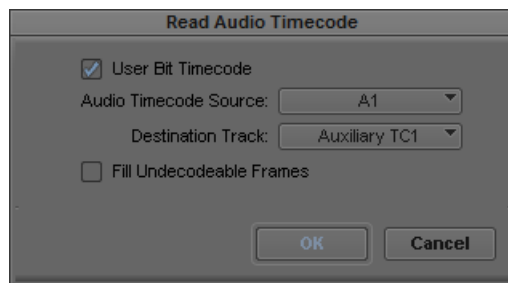 Read Audio Timecode
User Bit Timecode
Audio Timecode Source: A1
Destination Track: Auxiliary TC1
Fill Undecodeable Frames
OK Cancel